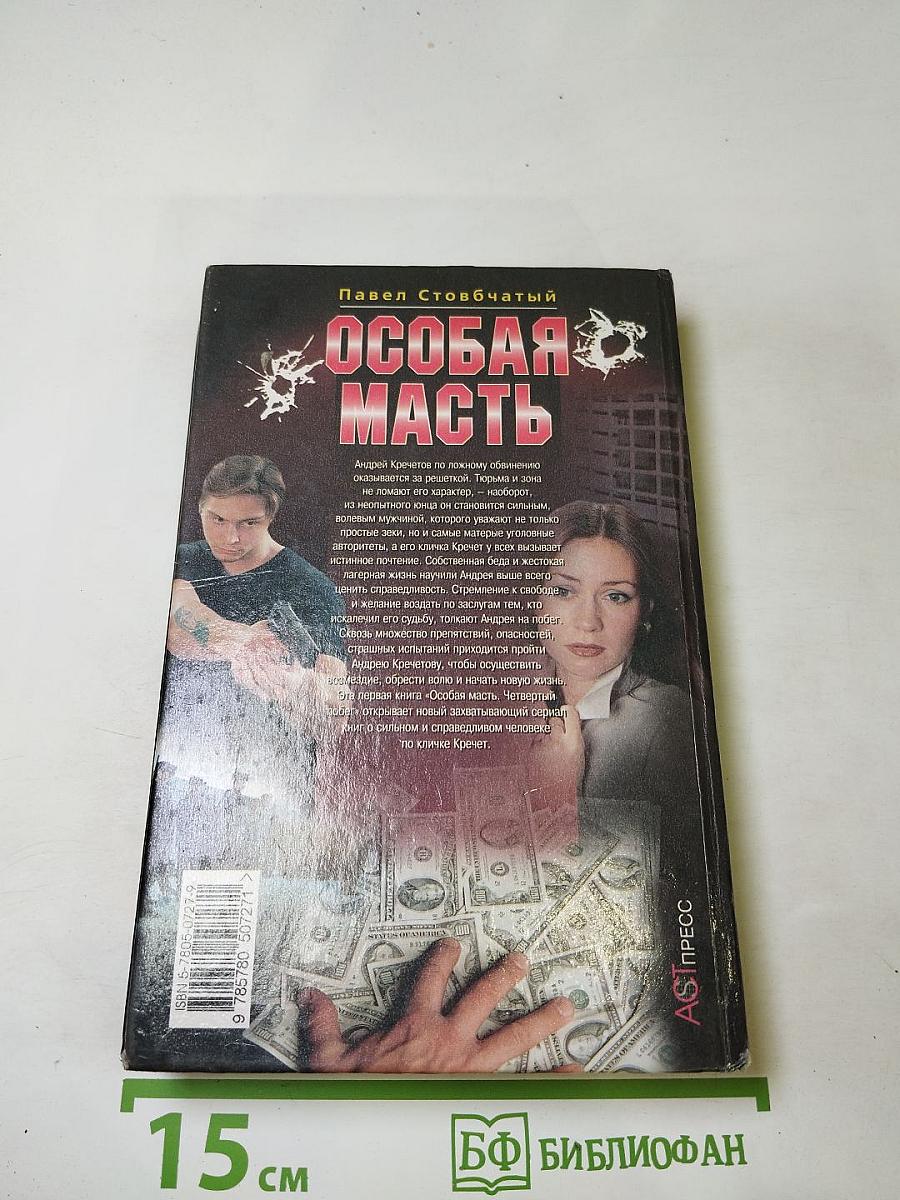 Павел Стовбчатый
ОСОБАЯ
МАСТЬ
Андрей Кречетов по ложному обвинению
оказывается за решеткой. Тюрьма и зона
не ломают его характер, – наоборот,
из неопытного юнца он становится сильным,
волевым мужчиной, которого уважают не только
простые зеки, но и самые матерые уголовные
авторитеты, а его кличка Кречет у всех вызывает
истинное почтение. Собственная беда и жестокая
лагерная жизнь научили Андрея выше всего
ценить справедливость. Стремление к свободе
и желание воздать по заслугам тем, кто
искалечил его судьбу, толкают Андрея на побег.
Сквозь множество препятствий, опасностей,
страшных испытаний приходится пройти
Андрею Кречетову, чтобы осуществить
возмездие, обрести волю и начать новую жизнь.
Эта первая книга «Особая масть. Четвертый
побег» открывает новый захватывающий сериал
книг о сильном и справедливом человеке
по кличке Кречет.
ISBN 5-7805-0727-9
9 785780 507271 >
STATES OF AMERICA
АСТ ПРЕСС
15 см
БФ БИБЛИОФАН